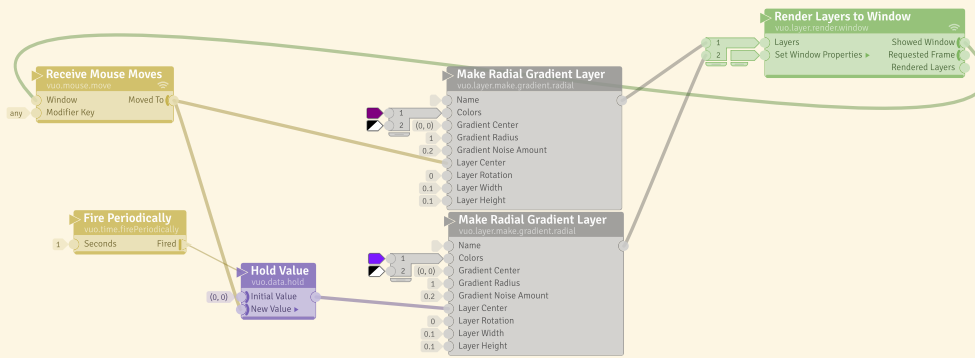 Render Layers to Window
vuo.layer.render.window
1
Layers
Showed Window
2
Set Window Properties ▸
Requested Frame
Rendered Layers
Receive Mouse Moves
vuo.mouse.move
Window
Moved To
any
Modifier Key
Make Radial Gradient Layer
vuo.layer.make.gradient.radial
Name
1
Colors
2
(0, 0)
Gradient Center
1
Gradient Radius
0.2
Gradient Noise Amount
Layer Center
0
Layer Rotation
0.1
Layer Width
0.1
Layer Height
Fire Periodically
vuo.time.firePeriodically
1
Seconds
Fired
Hold Value
vuo.data.hold
(0, 0)
Initial Value
New Value ▸
Make Radial Gradient Layer
vuo.layer.make.gradient.radial
Name
1
Colors
2
(0, 0)
Gradient Center
1
Gradient Radius
0.2
Gradient Noise Amount
Layer Center
0
Layer Rotation
0.1
Layer Width
0.1
Layer Height